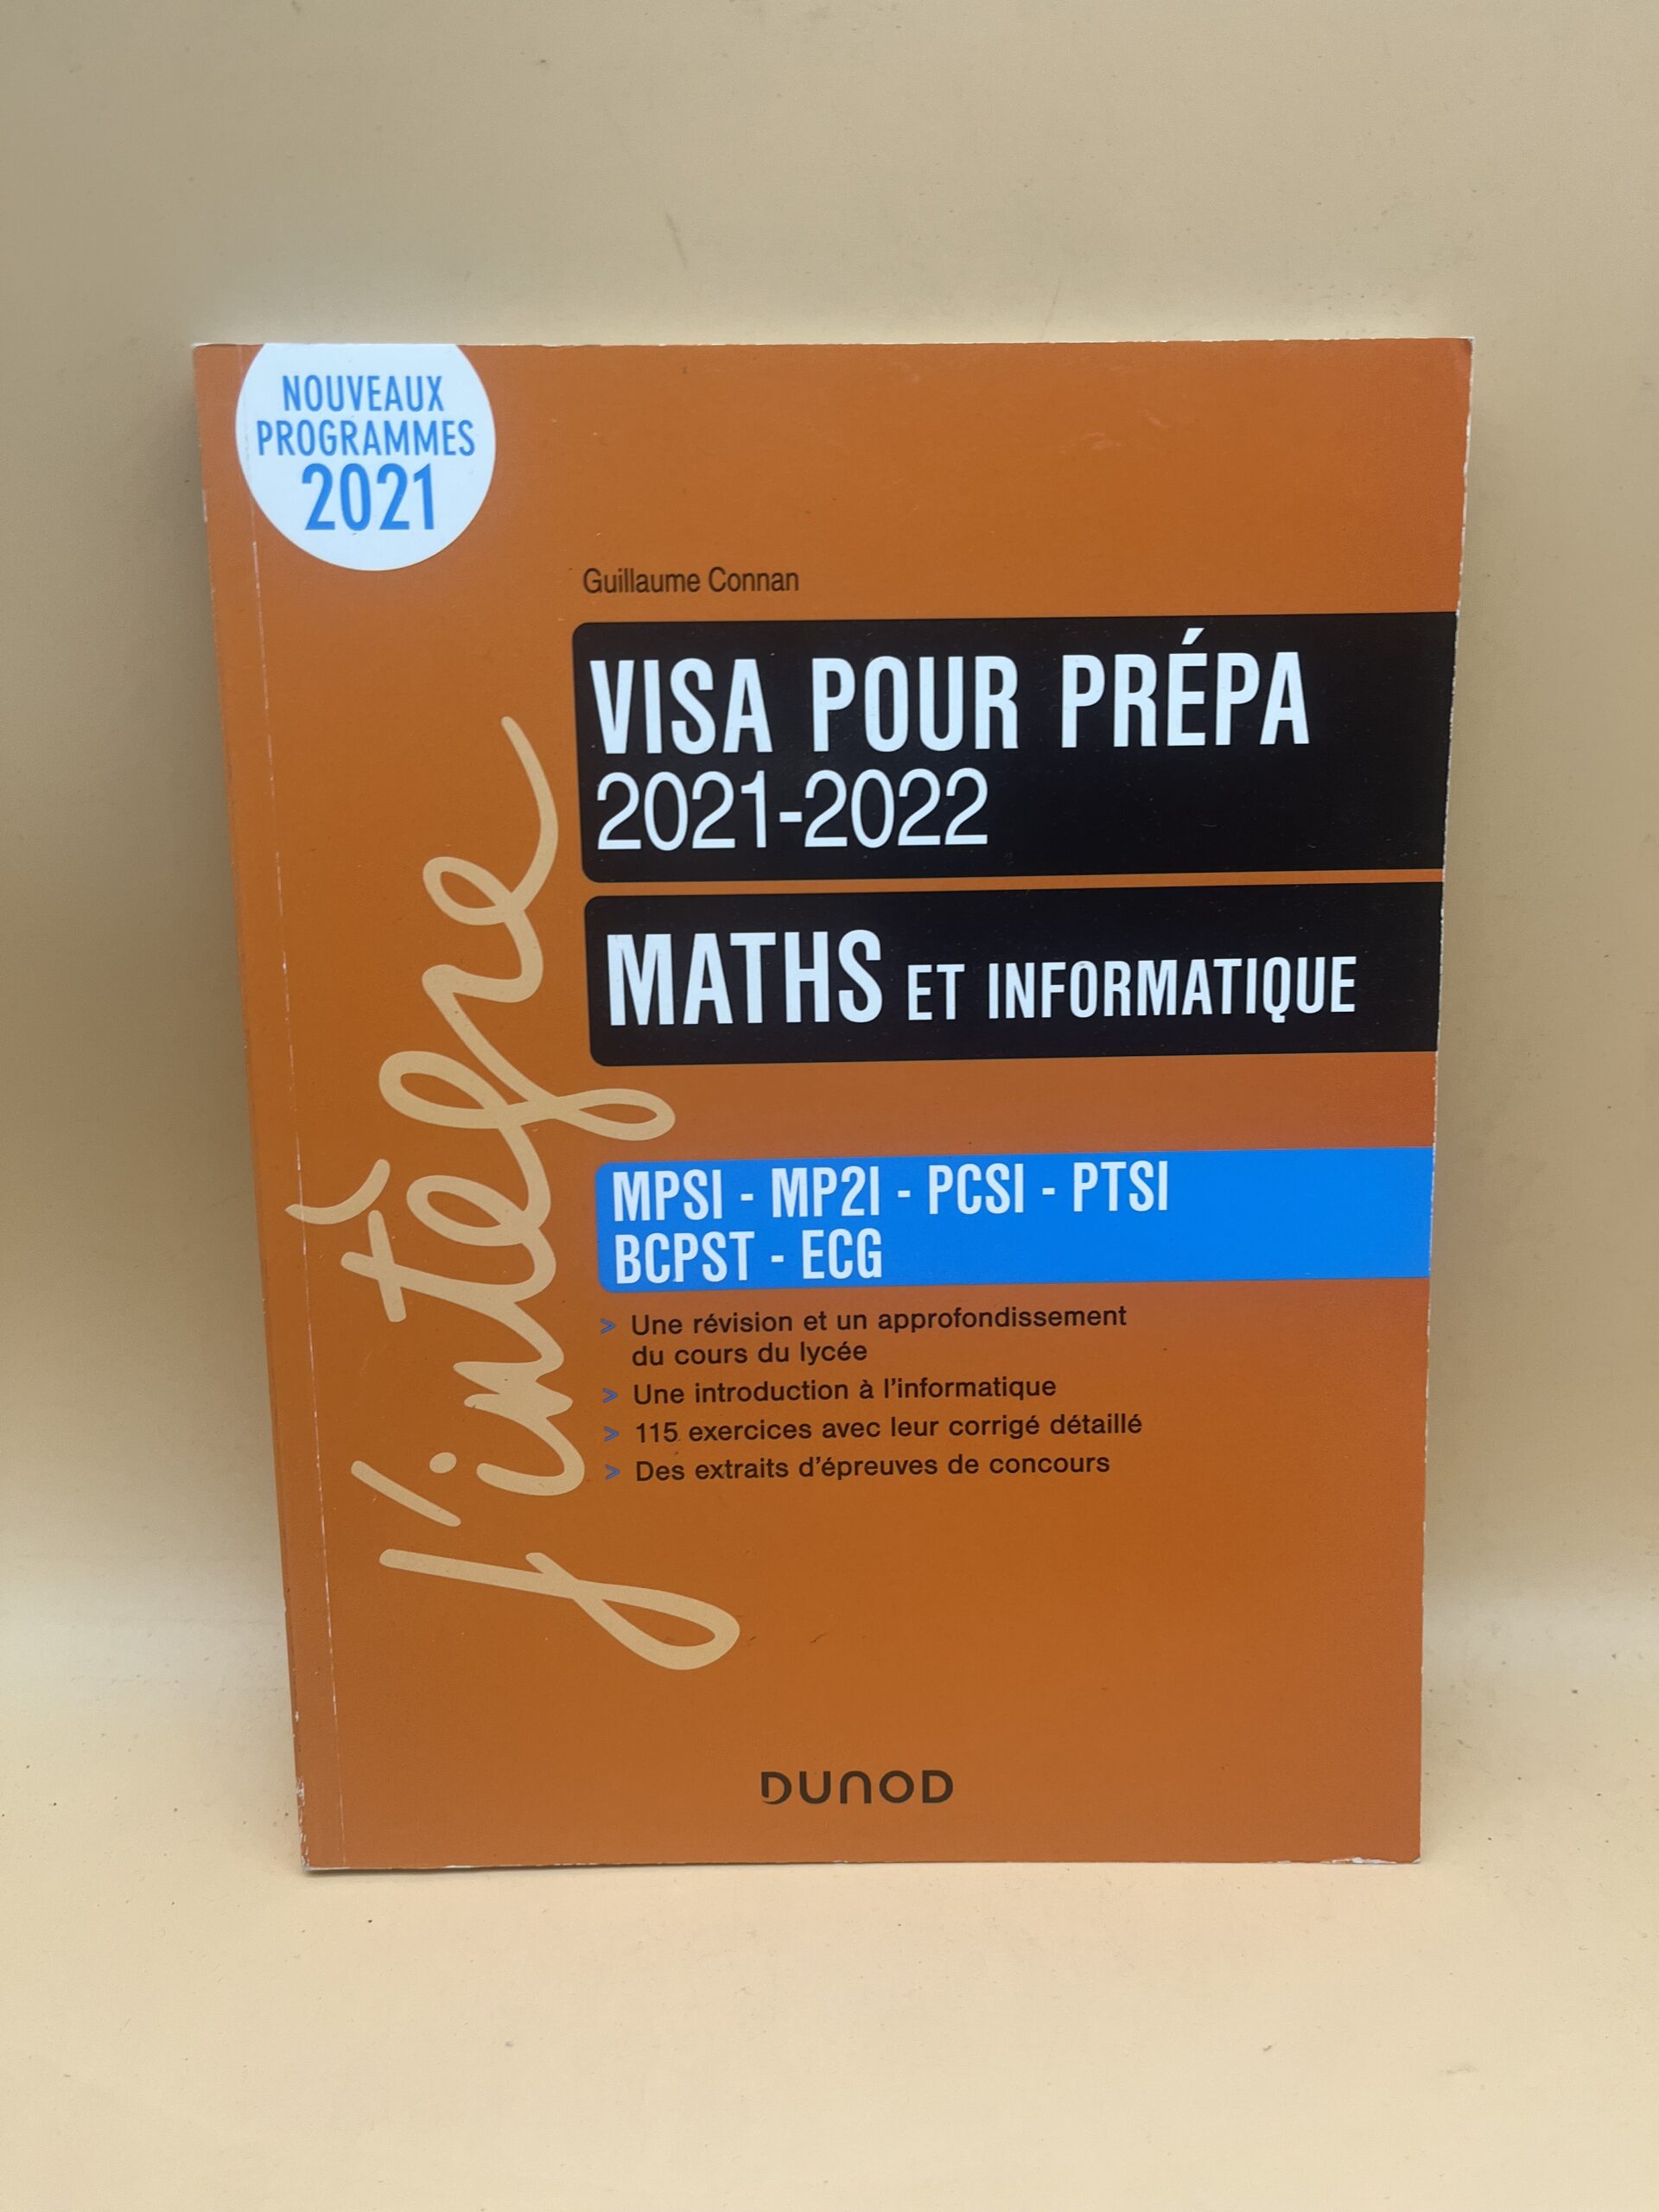 NOUVEAUX
PROGRAMMES
2021
Guillaume Connan
VISA POUR PRÉPA
2021-2022
MATHS ET INFORMATIQUE
j'intègre
MPSI - MP2I - PCSI - PTSI
BCPST - ECG
> Une révision et un approfondissement
du cours du lycée
> Une introduction à l'informatique
> 115 exercices avec leur corrigé détaillé
> Des extraits d'épreuves de concours
DUNOD